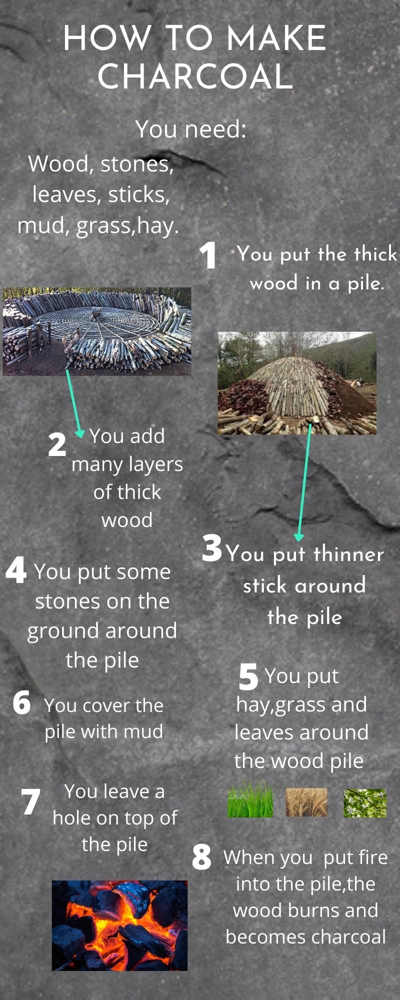 HOW TO MAKE
CHARCOAL
You need:
Wood, stones,
leaves, sticks,
mud, grass,hay.
1
You put the thick
wood in a pile.
2
You add
many layers
of thick
wood
3
You put thinner
stick around
the pile
4
You put some
stones on the
ground around
the pile
5
You put
hay,grass and
leaves around
the wood pile
6
You cover the
pile with mud
7
You leave a
hole on top of
the pile
8
When you  put fire
into the pile,the
wood burns and
becomes charcoal